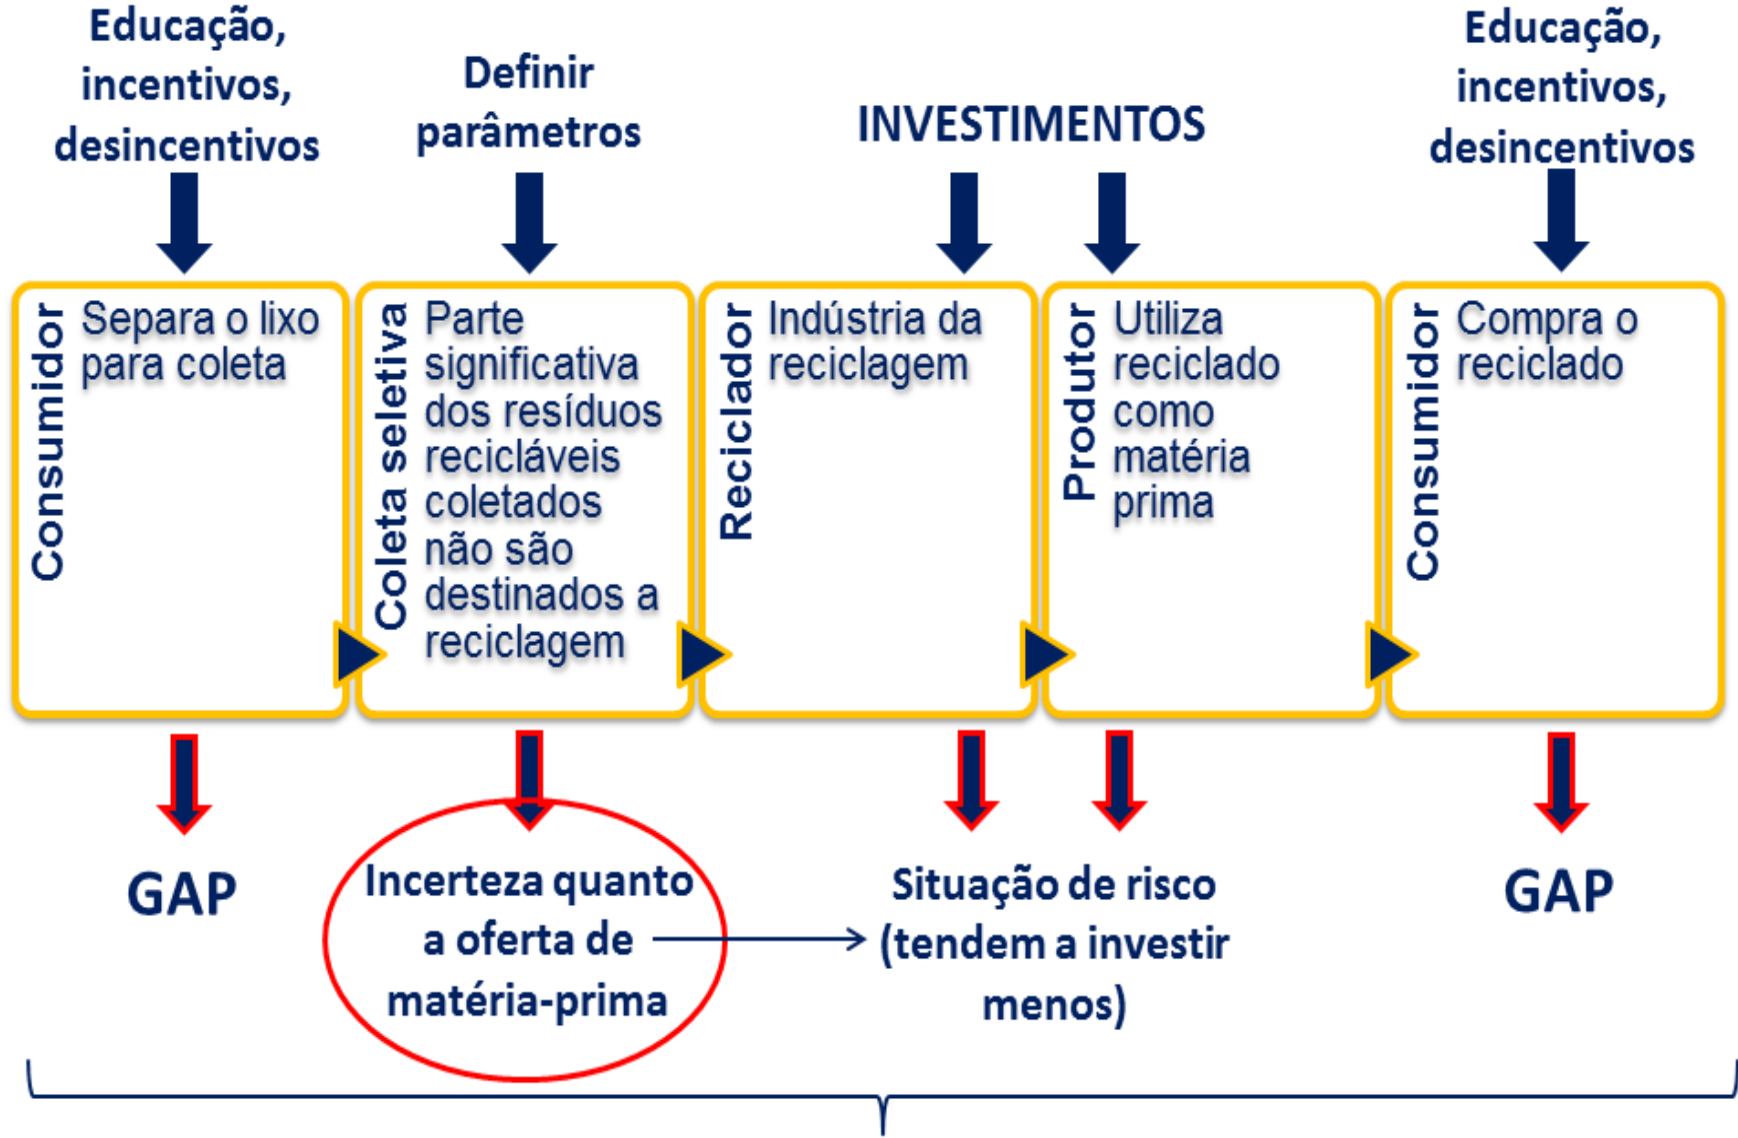 Educação,
incentivos,
desincentivos
Definir
parâmetros
INVESTIMENTOS
Educação,
incentivos,
desincentivos
Consumidor
Separa o lixo
para coleta
Coleta seletiva
Parte
significativa
dos resíduos
recicláveis
coletados
não são
destinados a
reciclagem
Reciclador
Indústria da
reciclagem
Produtor
Utiliza
reciclado
como
matéria
prima
Consumidor
Compra o
reciclado
GAP
Incerteza quanto
a oferta de
matéria-prima
Situação de risco
(tendem a investir
menos)
GAP